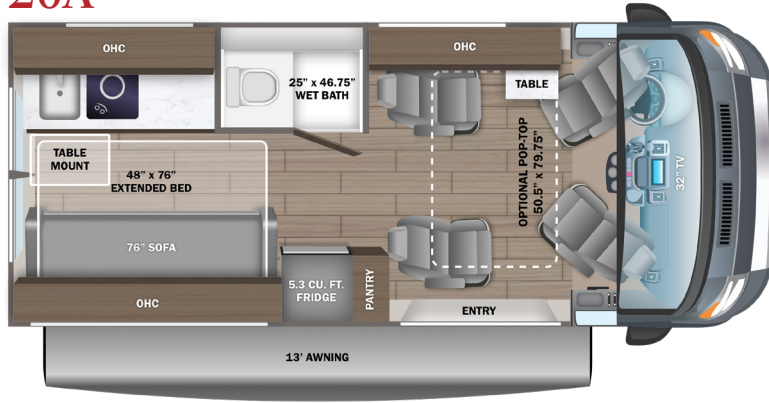 20A
OHC
OHC
25" x 46.75"
WET BATH
TABLE
TABLE
MOUNT
48" x 76"
EXTENDED BED
OPTIONAL POP-TOP
50.5" x 79.75"
32" TV
76" SOFA
5.3 CU. FT.
FRIDGE
PANTRY
OHC
ENTRY
13' AWNING